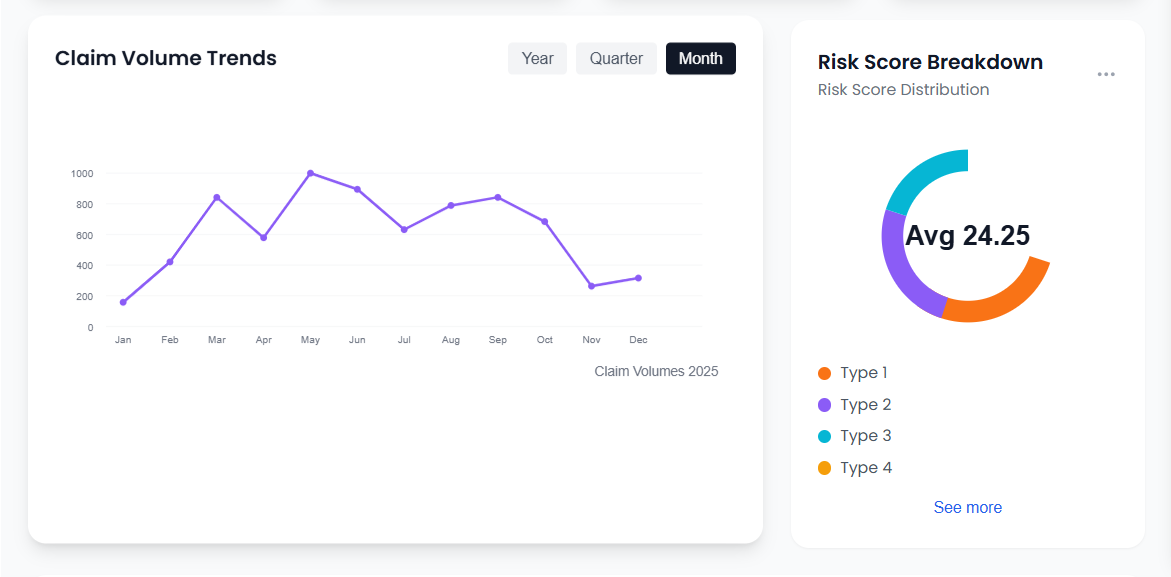 Claim Volume Trends
Year Quarter Month
1000
800
600
400
200
0
Jan Feb Mar Apr May Jun Jul Aug Sep Oct Nov Dec
Claim Volumes 2025
Risk Score Breakdown
Risk Score Distribution
Avg 24.25
Type 1
Type 2
Type 3
Type 4
See more